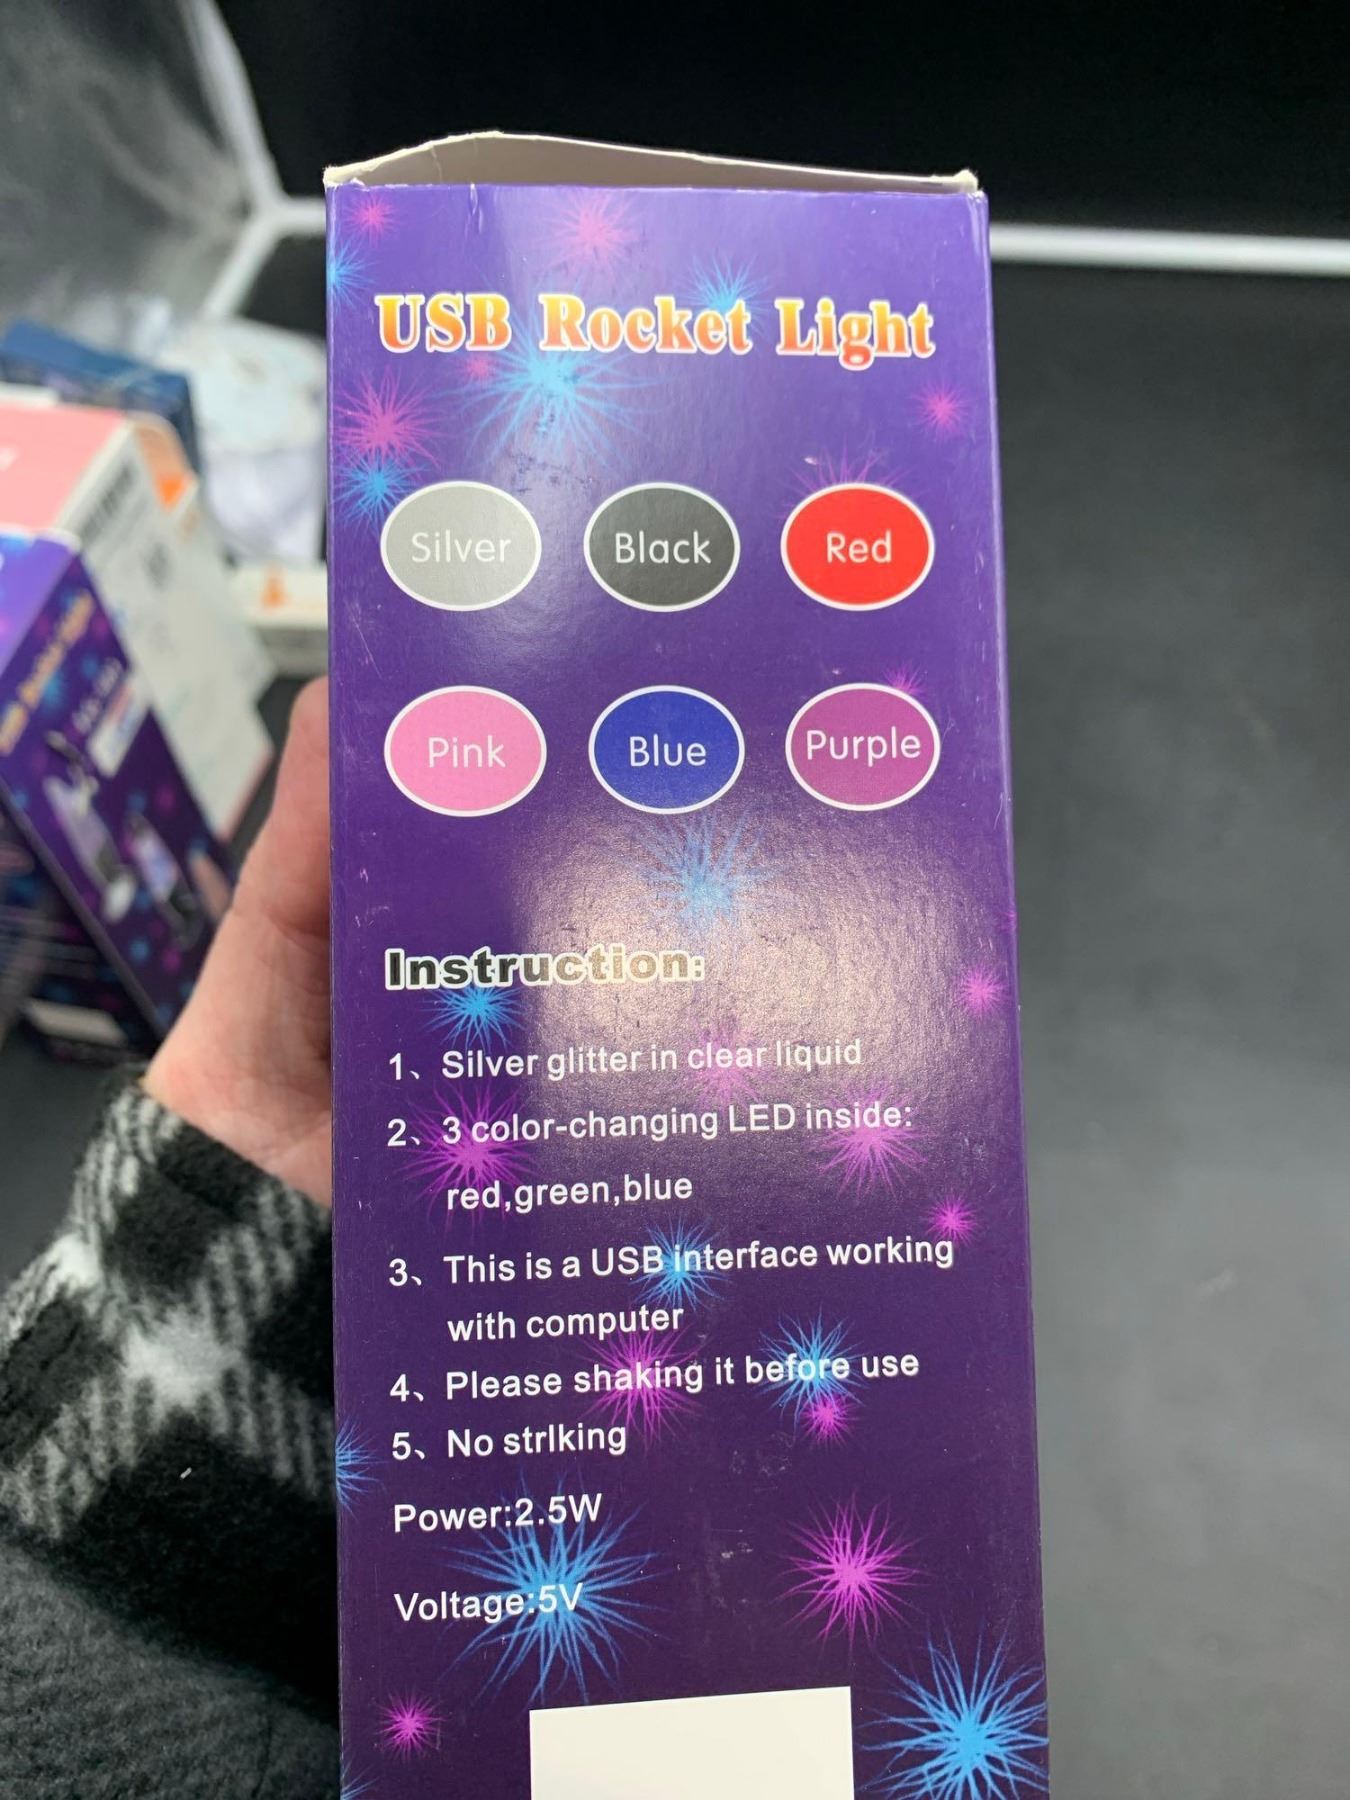 USB Rocket Light
Silver Black Red
Pink Blue Purple
Instruction:
1、Silver glitter in clear liquid
2、3 color-changing LED inside:
red,green,blue
3、This is a USB interface working
with computer
4、Please shaking it before use
5、No strlking
Power:2.5W
Voltage:5V